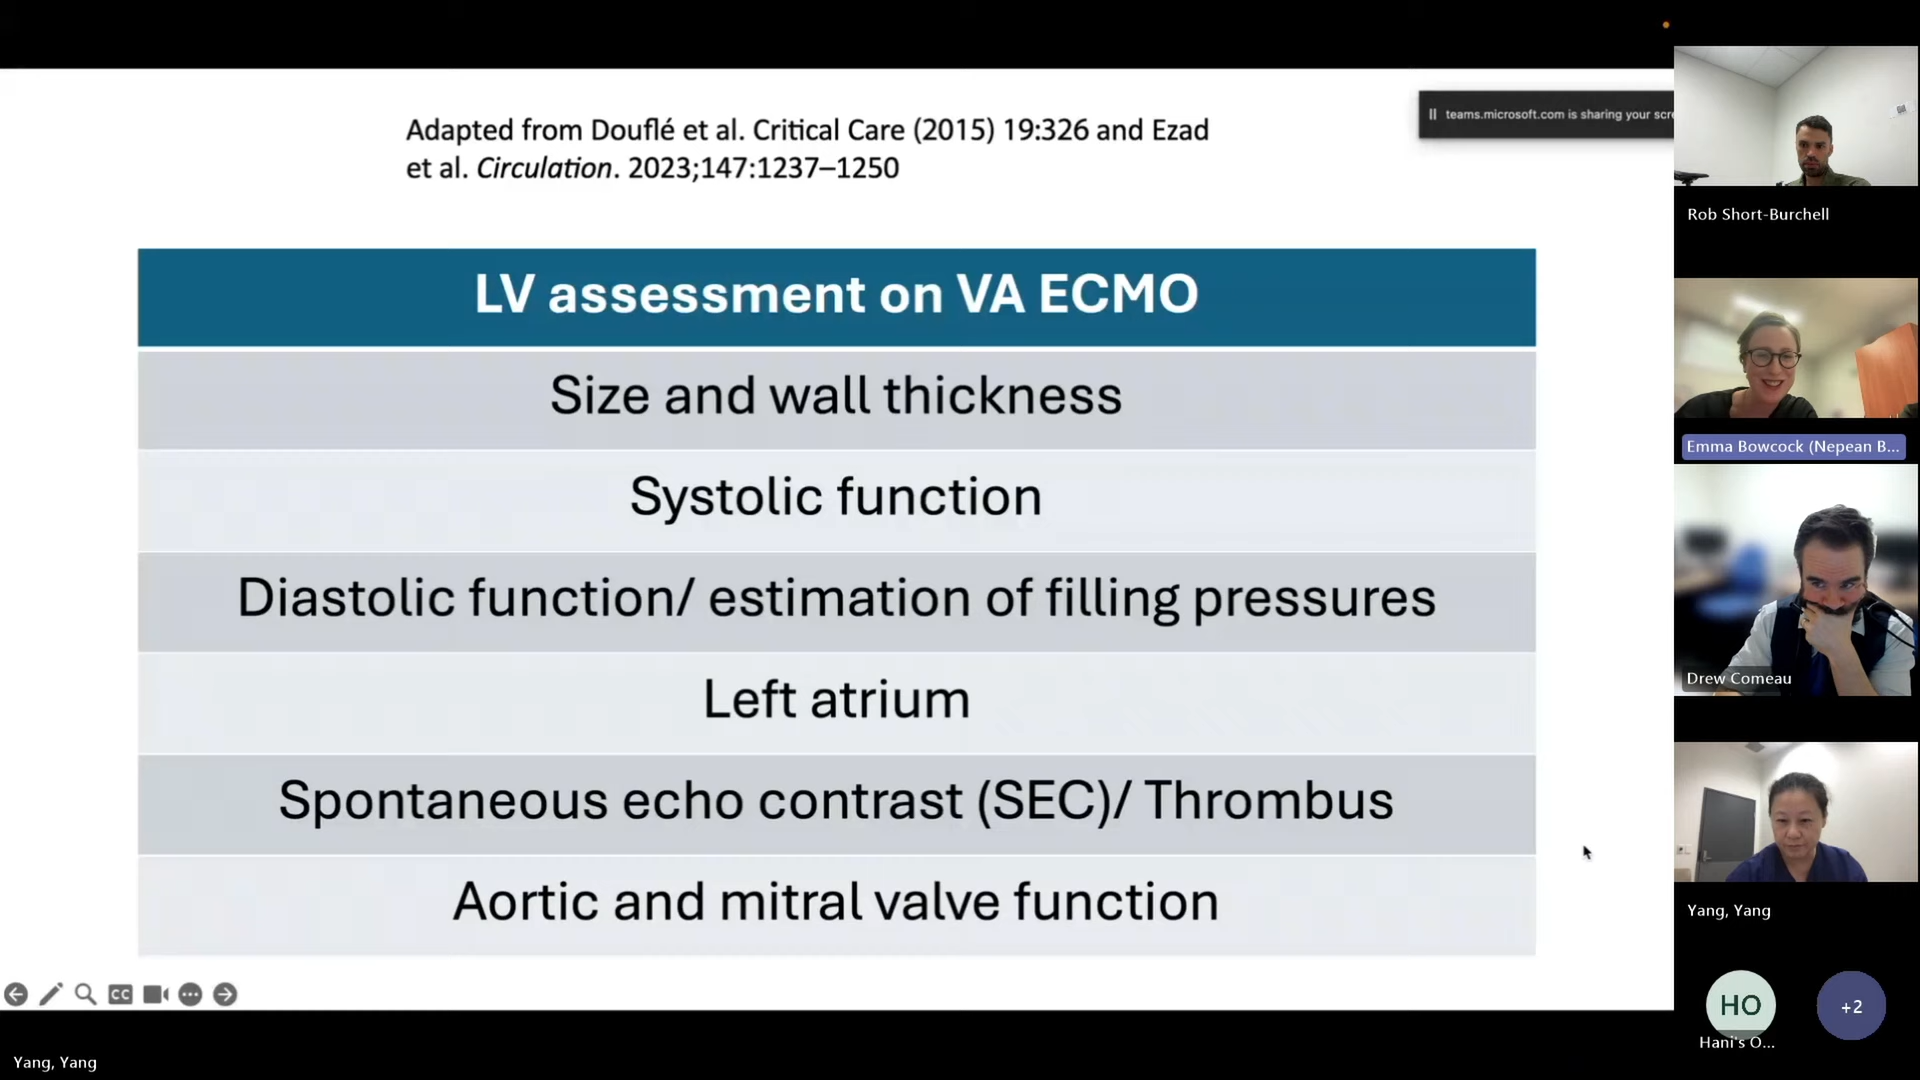 Adapted from Douflé et al. Critical Care (2015) 19:326 and Ezad
et al. Circulation. 2023;147:1237–1250
teams.microsoft.com is sharing your scre
LV assessment on VA ECMO
Size and wall thickness
Systolic function
Diastolic function/ estimation of filling pressures
Left atrium
Spontaneous echo contrast (SEC)/ Thrombus
Aortic and mitral valve function
CC
Yang, Yang
Rob Short-Burchell
Emma Bowcock (Nepean B...
Drew Comeau
Yang, Yang
HO
Hani's O...
+2